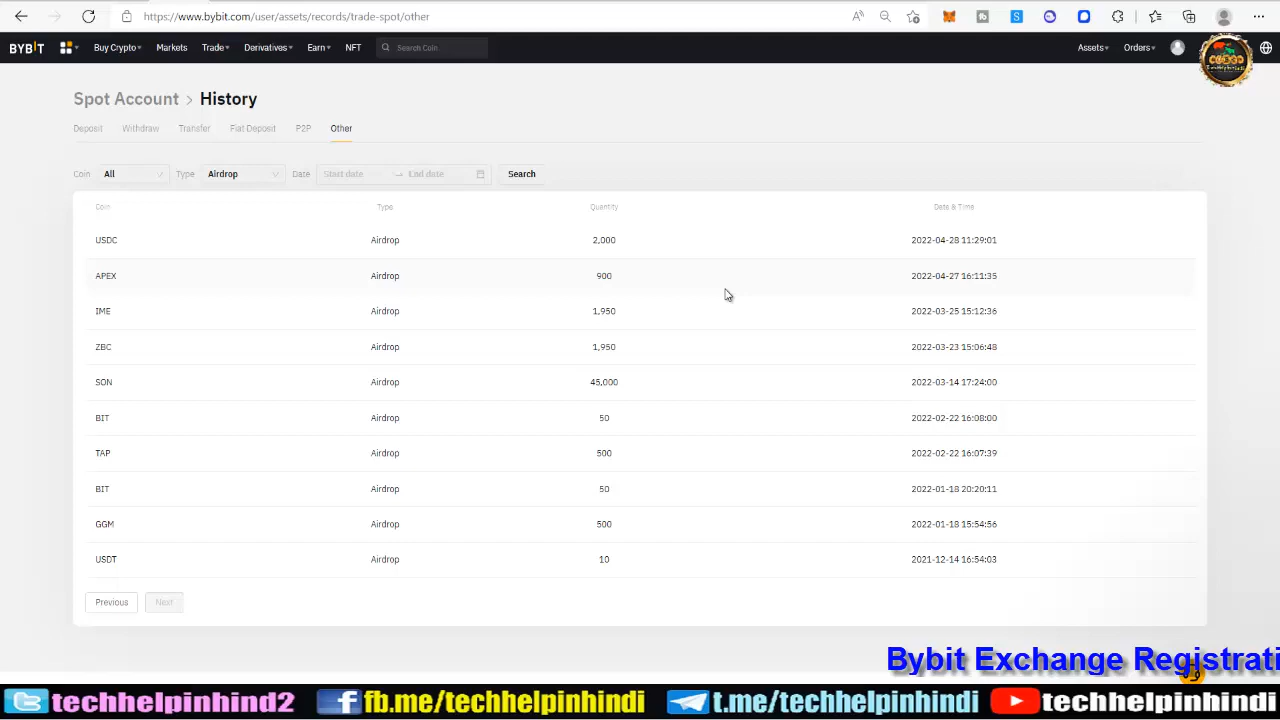 https://www.bybit.com/user/assets/records/trade-spot/other
BYBIT Buy Crypto Markets Trade Derivatives Earn NFT Search Coin Assets Orders
Spot Account > History
Deposit Withdraw Transfer Fiat Deposit P2P Other
Coin All Type Airdrop Date Start date → End date Search
Coin Type Quantity Date & Time
USDC Airdrop 2,000 2022-04-28 11:29:01
APEX Airdrop 900 2022-04-27 16:11:35
IME Airdrop 1,950 2022-03-25 15:12:36
ZBC Airdrop 1,950 2022-03-23 15:06:48
SON Airdrop 45,000 2022-03-14 17:24:00
BIT Airdrop 50 2022-02-22 16:08:00
TAP Airdrop 500 2022-02-22 16:07:39
BIT Airdrop 50 2022-01-18 20:20:11
GGM Airdrop 500 2022-01-18 15:54:56
USDT Airdrop 10 2021-12-14 16:54:03
Previous Next
Bybit Exchange Registrati
techhelpinhindi2 fb.me/techhelpinhindi t.me/techhelpinhindi techhelpinhindi